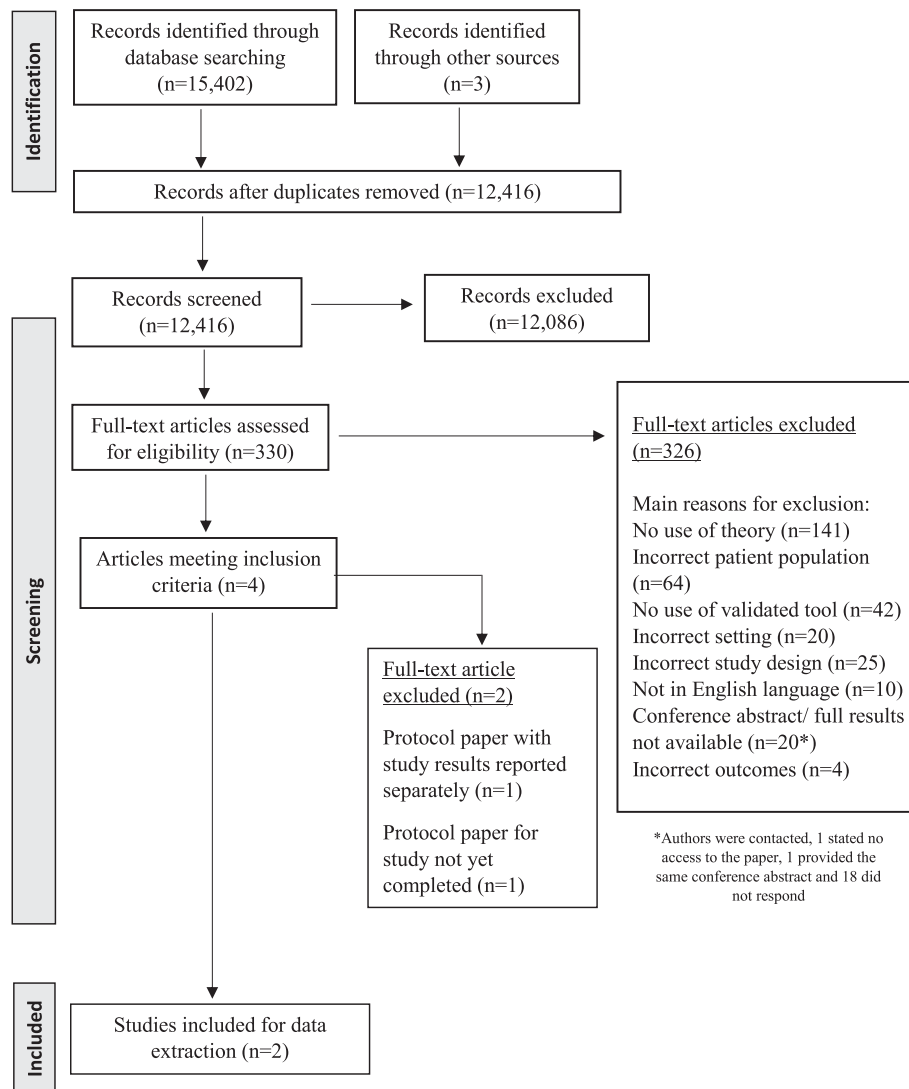 Identification
Records identified through
database searching
(n=15,402)
Records identified
through other sources
(n=3)
Records after duplicates removed (n=12,416)
Screening
Records screened
(n=12,416)
Records excluded
(n=12,086)
Full-text articles assessed
for eligibility (n=330)
Full-text articles excluded
(n=326)
Main reasons for exclusion:
No use of theory (n=141)
Incorrect patient population
(n=64)
No use of validated tool (n=42)
Incorrect setting (n=20)
Incorrect study design (n=25)
Not in English language (n=10)
Conference abstract/ full results
not available (n=20*)
Incorrect outcomes (n=4)
*Authors were contacted, 1 stated no
access to the paper, 1 provided the
same conference abstract and 18 did
not respond
Articles meeting inclusion
criteria (n=4)
Full-text article
excluded (n=2)
Protocol paper with
study results reported
separately (n=1)
Protocol paper for
study not yet
completed (n=1)
Included
Studies included for data
extraction (n=2)